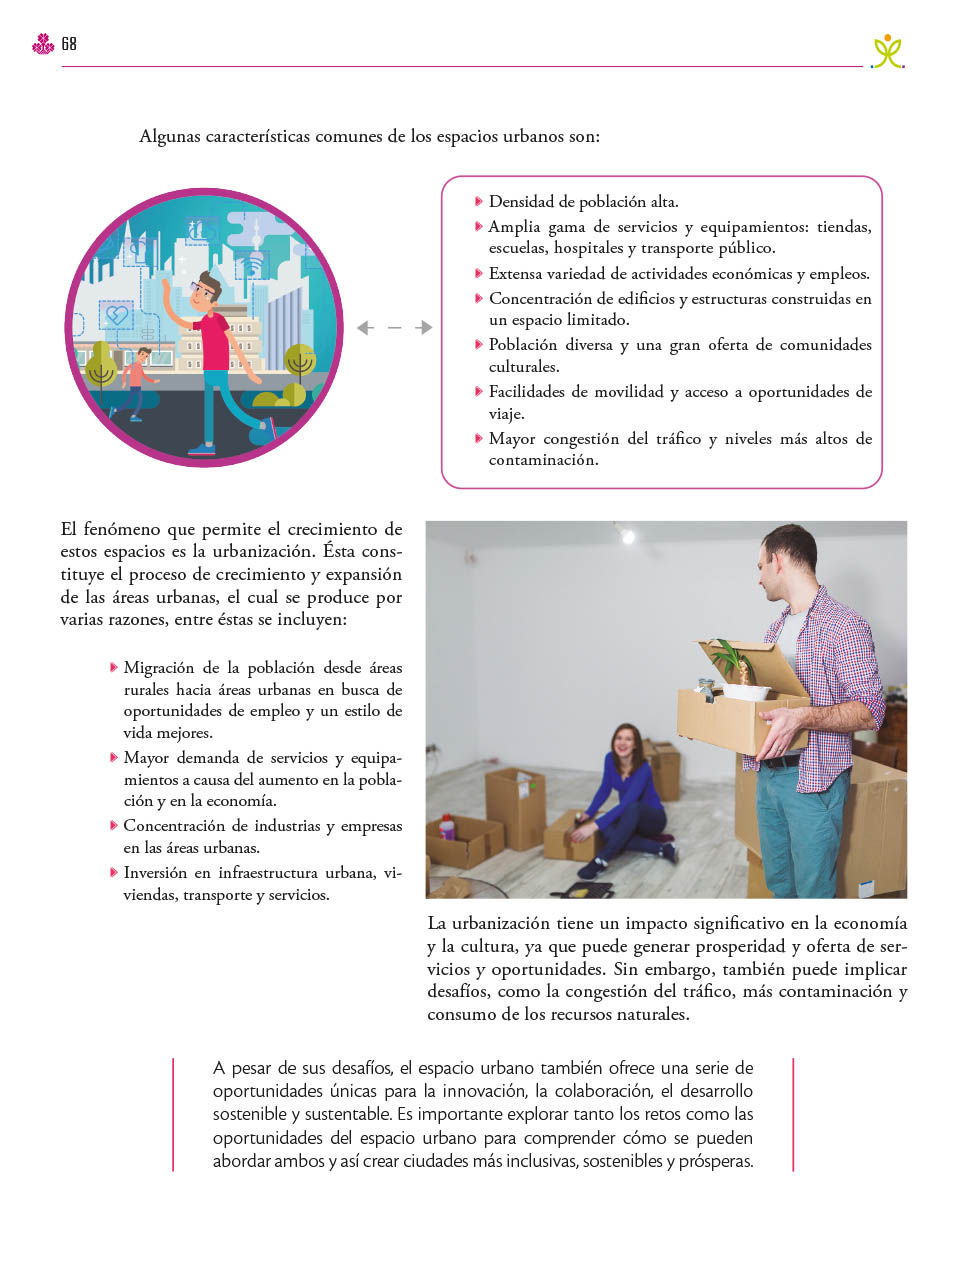 68
Algunas características comunes de los espacios urbanos son:
Densidad de población alta.
Amplia gama de servicios y equipamientos: tiendas,
escuelas, hospitales y transporte público.
Extensa variedad de actividades económicas y empleos.
Concentración de edificios y estructuras construidas en
un espacio limitado.
Población diversa y una gran oferta de comunidades
culturales.
Facilidades de movilidad y acceso a oportunidades de
viaje.
Mayor congestión del tráfico y niveles más altos de
contaminación.
El fenómeno que permite el crecimiento de
estos espacios es la urbanización. Ésta cons-
tituye el proceso de crecimiento y expansión
de las áreas urbanas, el cual se produce por
varias razones, entre éstas se incluyen:
Migración de la población desde áreas
rurales hacia áreas urbanas en busca de
oportunidades de empleo y un estilo de
vida mejores.
Mayor demanda de servicios y equipa-
mientos a causa del aumento en la pobla-
ción y en la economía.
Concentración de industrias y empresas
en las áreas urbanas.
Inversión en infraestructura urbana, vi-
viendas, transporte y servicios.
La urbanización tiene un impacto significativo en la economía
y la cultura, ya que puede generar prosperidad y oferta de ser-
vicios y oportunidades. Sin embargo, también puede implicar
desafíos, como la congestión del tráfico, más contaminación y
consumo de los recursos naturales.
A pesar de sus desafíos, el espacio urbano también ofrece una serie de
oportunidades únicas para la innovación, la colaboración, el desarrollo
sostenible y sustentable. Es importante explorar tanto los retos como las
oportunidades del espacio urbano para comprender cómo se pueden
abordar ambos y así crear ciudades más inclusivas, sostenibles y prósperas.